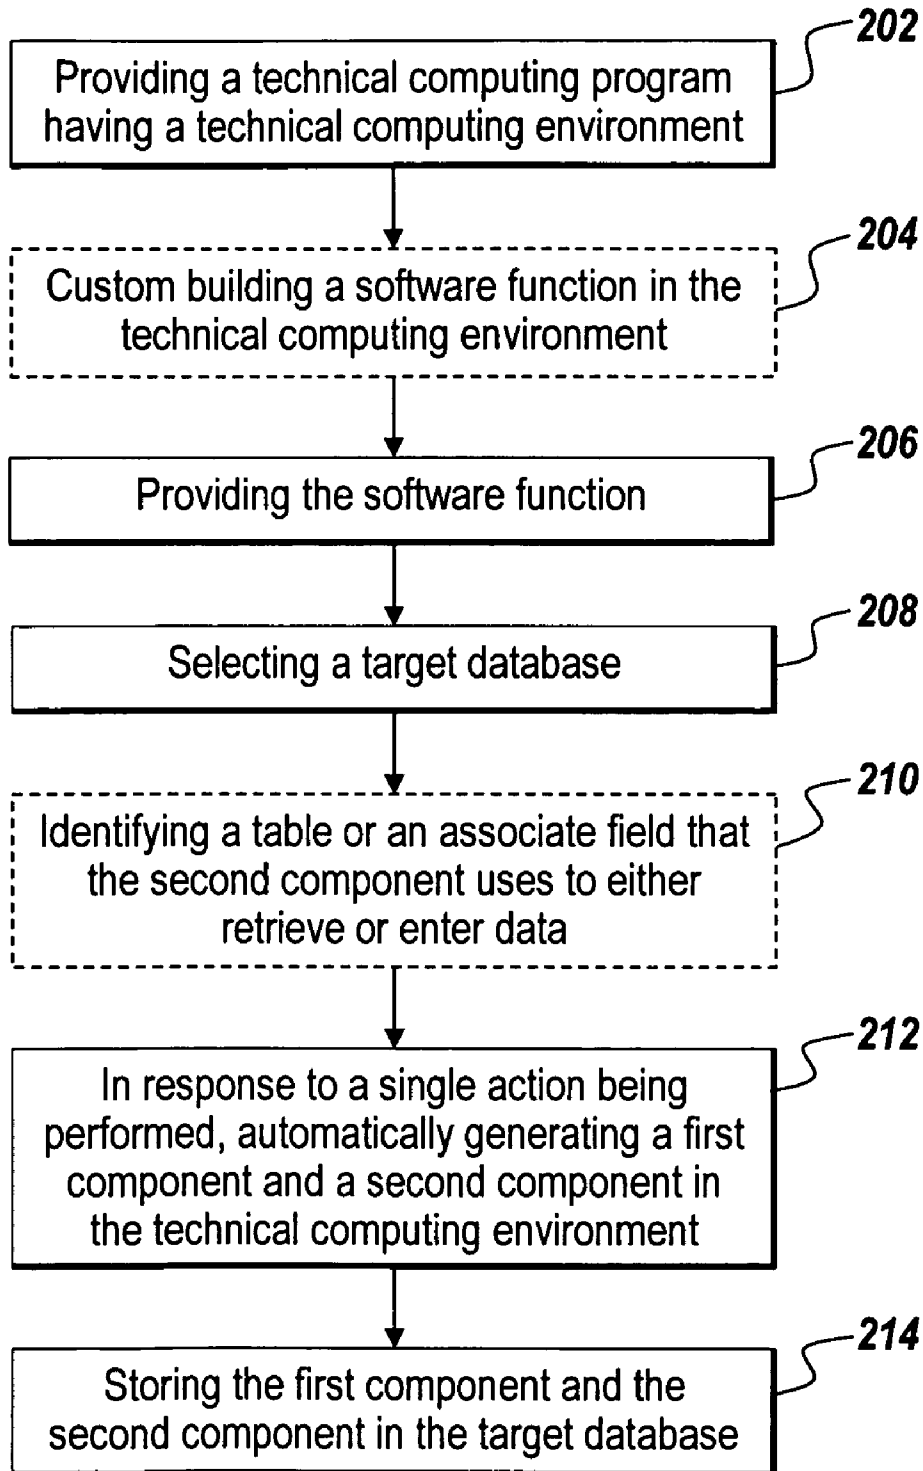 202
Providing a technical computing program
having a technical computing environment
204
Custom building a software function in the
technical computing environment
206
Providing the software function
208
Selecting a target database
210
Identifying a table or an associate field that
the second component uses to either
retrieve or enter data
212
In response to a single action being
performed, automatically generating a first
component and a second component in
the technical computing environment
214
Storing the first component and the
second component in the target database